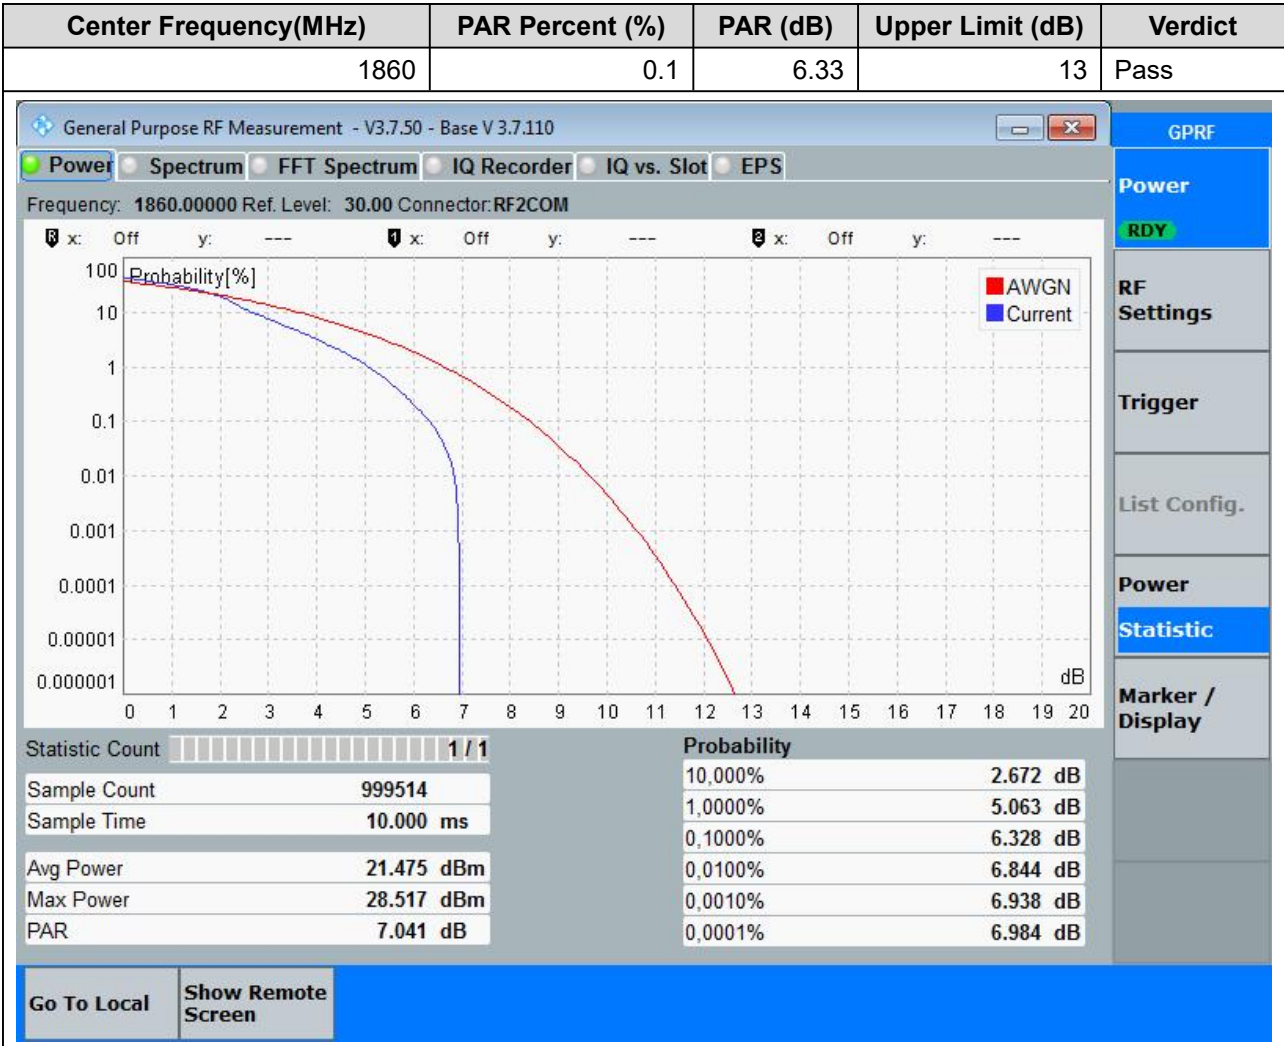 Center Frequency(MHz) PAR Percent (%) PAR (dB) Upper Limit (dB) Verdict
1860 0.1 6.33 13 Pass
General Purpose RF Measurement - V3.7.50 - Base V 3.7.110
GPRF
Power Spectrum FFT Spectrum IQ Recorder IQ vs. Slot EPS
Frequency: 1860.00000 Ref. Level: 30.00 Connector: RF2COM
R x: Off y: --- 1 x: Off y: --- 2 x: Off y: ---
Probability[%]
AWGN
Current
100
10
1
0.1
0.01
0.001
0.0001
0.00001
0.000001
dB
0 1 2 3 4 5 6 7 8 9 10 11 12 13 14 15 16 17 18 19 20
Statistic Count 1 / 1
Sample Count 999514
Sample Time 10.000 ms
Avg Power 21.475 dBm
Max Power 28.517 dBm
PAR 7.041 dB
Probability
10,000% 2.672 dB
1,0000% 5.063 dB
0,1000% 6.328 dB
0,0100% 6.844 dB
0,0010% 6.938 dB
0,0001% 6.984 dB
Power
RDY
RF
Settings
Trigger
List Config.
Power
Statistic
Marker /
Display
Go To Local
Show Remote
Screen